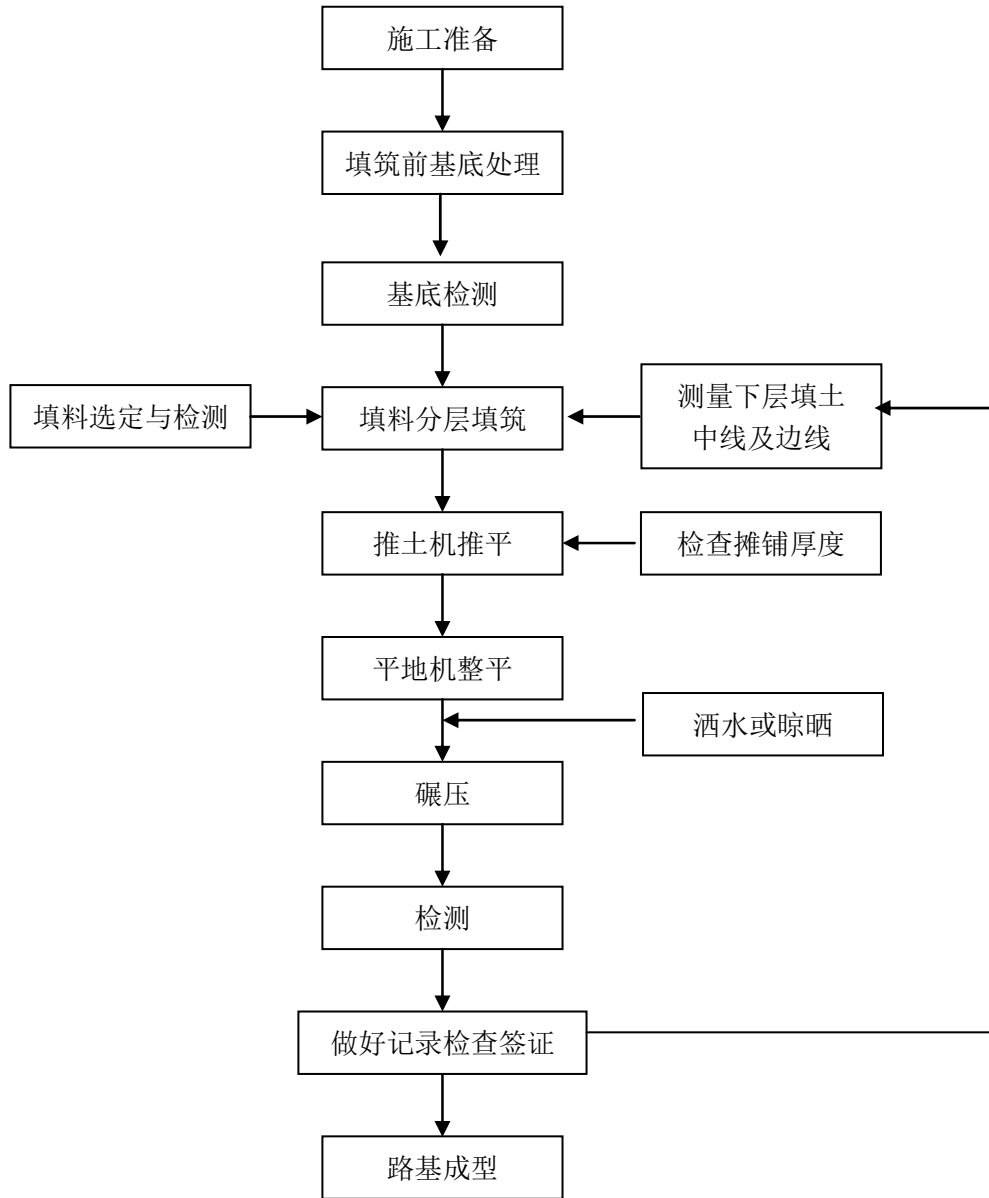 施工准备
填筑前基底处理
基底检测
填料选定与检测
填料分层填筑
测量下层填土
中线及边线
推土机推平
检查摊铺厚度
平地机整平
洒水或晾晒
碾压
检测
做好记录检查签证
路基成型